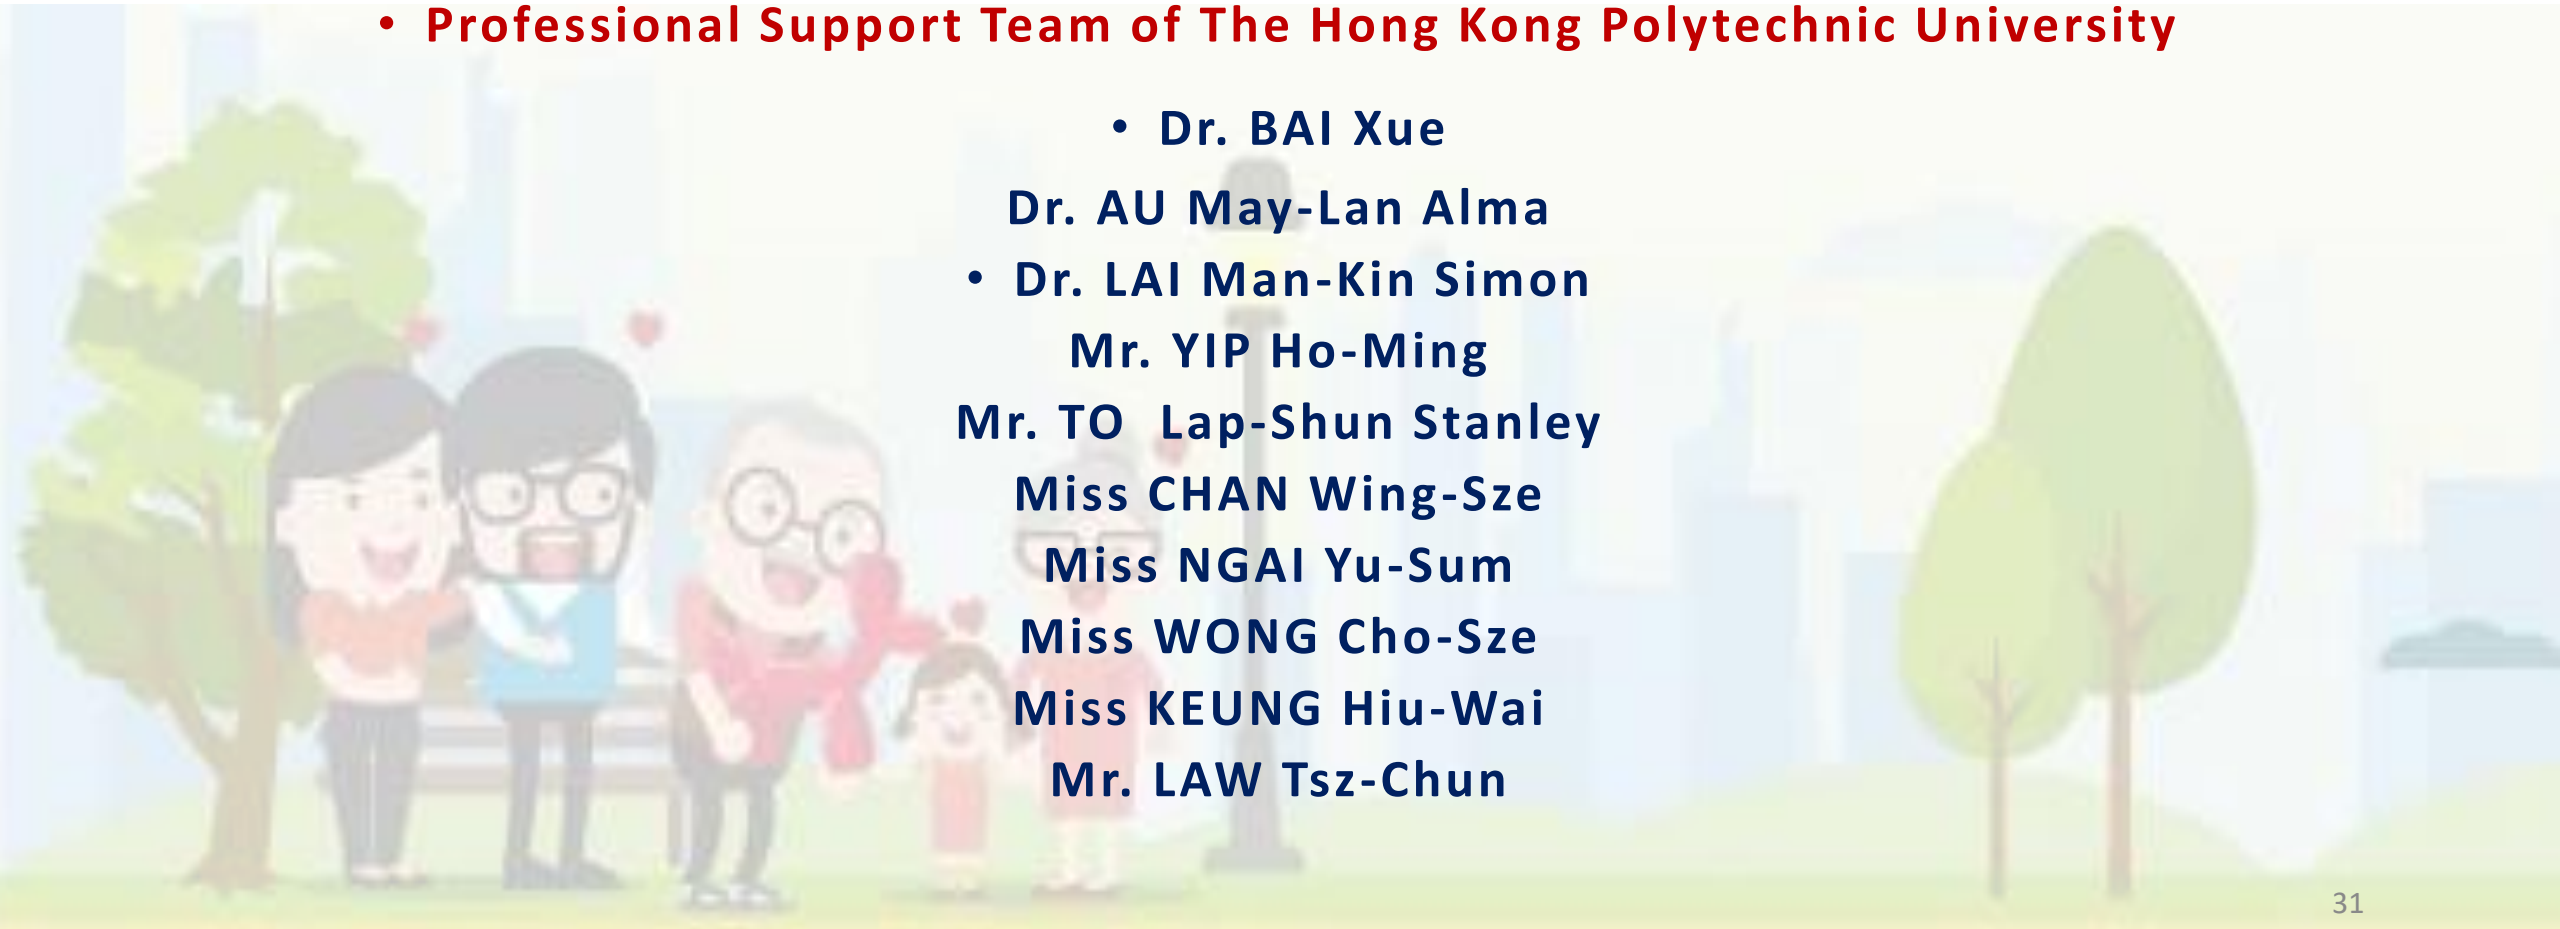 • Professional Support Team of The Hong Kong Polytechnic University
• Dr. BAI Xue
Dr. AU May-Lan Alma
• Dr. LAI Man-Kin Simon
Mr. YIP Ho-Ming
Mr. TO  Lap-Shun Stanley
Miss CHAN Wing-Sze
Miss NGAI Yu-Sum
Miss WONG Cho-Sze
Miss KEUNG Hiu-Wai
Mr. LAW Tsz-Chun
31